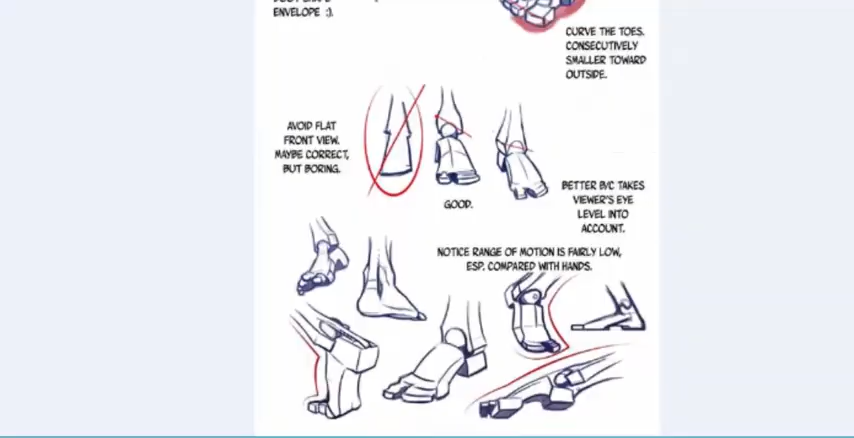 ENVELOPE :).
CURVE THE TOES.
CONSECUTIVELY
SMALLER TOWARD
OUTSIDE.
AVOID FLAT
FRONT VIEW.
MAYBE CORRECT,
BUT BORING.
GOOD.
BETTER B/C TAKES
VIEWER'S EYE
LEVEL INTO
ACCOUNT.
NOTICE RANGE OF MOTION IS FAIRLY LOW,
ESP. COMPARED WITH HANDS.